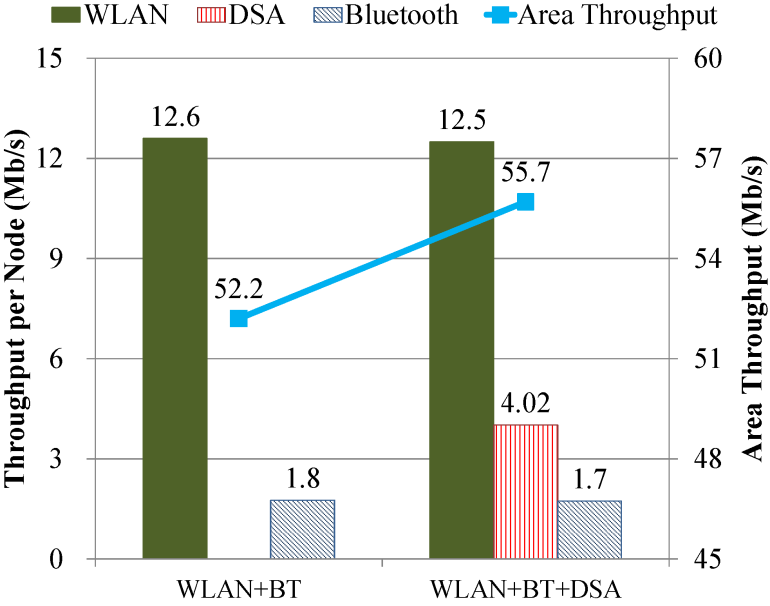 WLAN DSA Bluetooth Area Throughput
15 60
12.6 12.5
12 57
55.7
9 54
52.2
6 51
4.02
3 48
1.8 1.7
0 45
WLAN+BT WLAN+BT+DSA
Throughput per Node (Mb/s)
Area Throughput (Mb/s)